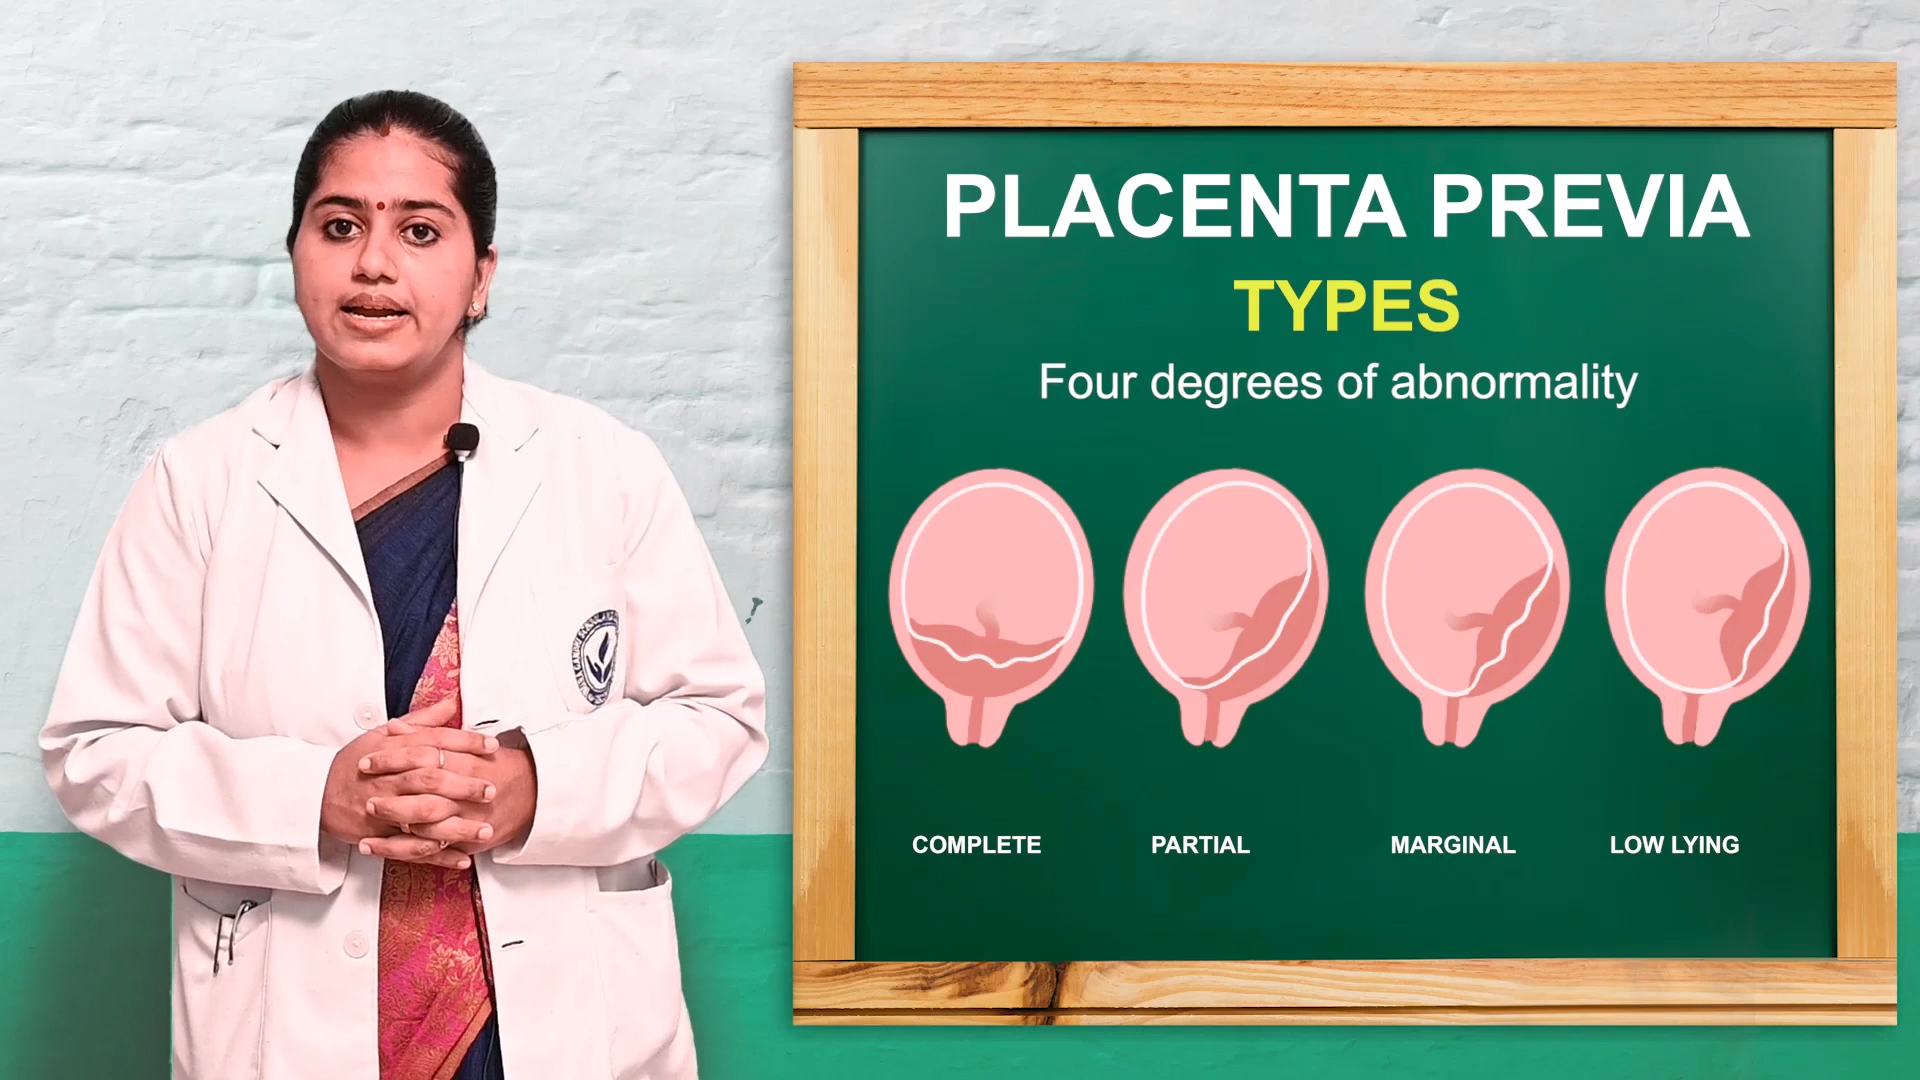 PLACENTA PREVIA
TYPES
Four degrees of abnormality
COMPLETE
PARTIAL
MARGINAL
LOW LYING